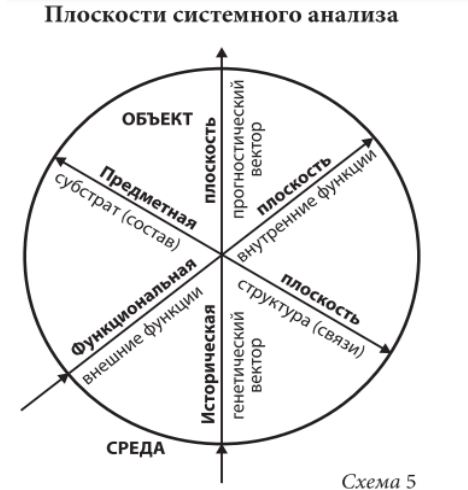 Плоскости системного анализа
ОБЪЕКТ
плоскость
прогностический
вектор
Предметная
субстрат (состав)
плоскость
внутренние функции
Функциональная
внешние функции
плоскость
структура (связи)
Историческая
генетический
вектор
СРЕДА
Схема 5